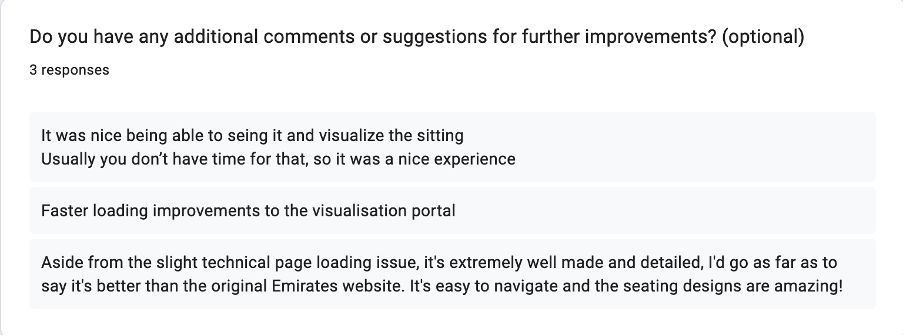 Do you have any additional comments or suggestions for further improvements? (optional)
3 responses
It was nice being able to seing it and visualize the sitting
Usually you don’t have time for that, so it was a nice experience
Faster loading improvements to the visualisation portal
Aside from the slight technical page loading issue, it's extremely well made and detailed, I'd go as far as to
say it's better than the original Emirates website. It's easy to navigate and the seating designs are amazing!